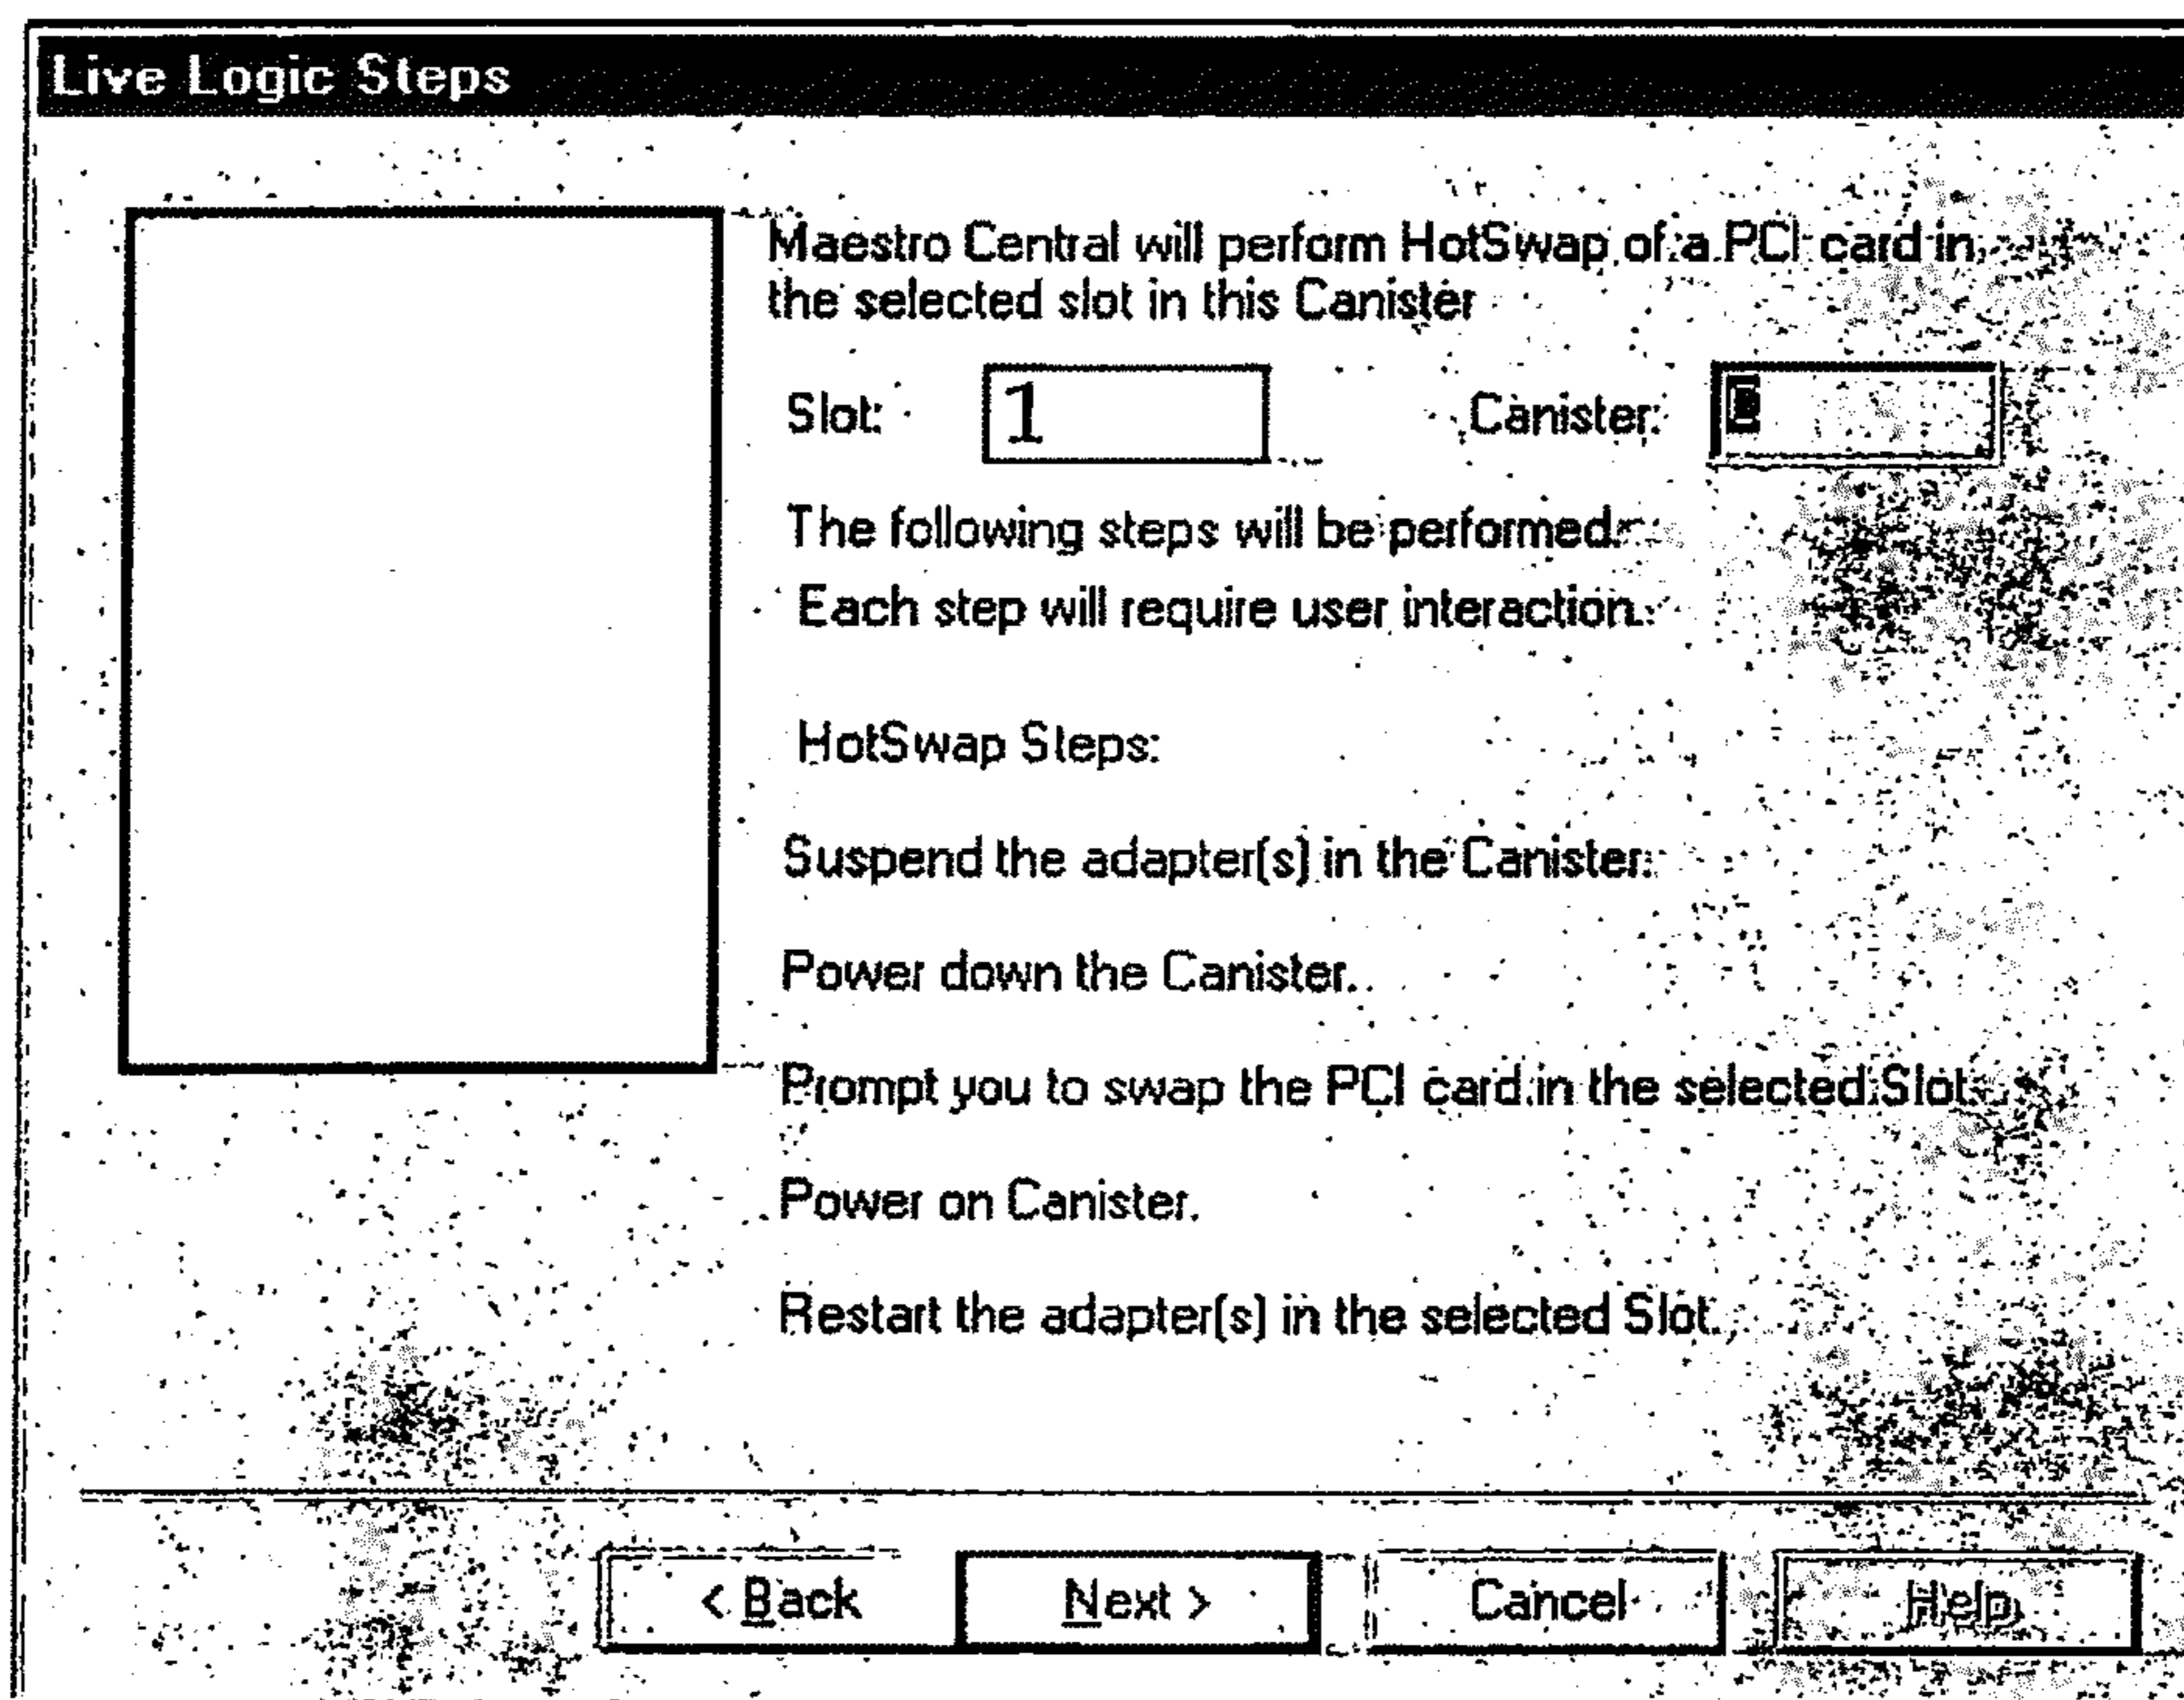 Live Logic Steps
Maestro Central will perform HotSwap of a PCI card in
the selected slot in this Canister
Slot: 1 Canister:
The following steps will be performed.
Each step will require user interaction.
HotSwap Steps:
Suspend the adapter(s) in the Canister.
Power down the Canister.
Prompt you to swap the PCI card in the selected Slot.
Power on Canister.
Restart the adapter(s) in the selected Slot.
< Back Next > Cancel Help